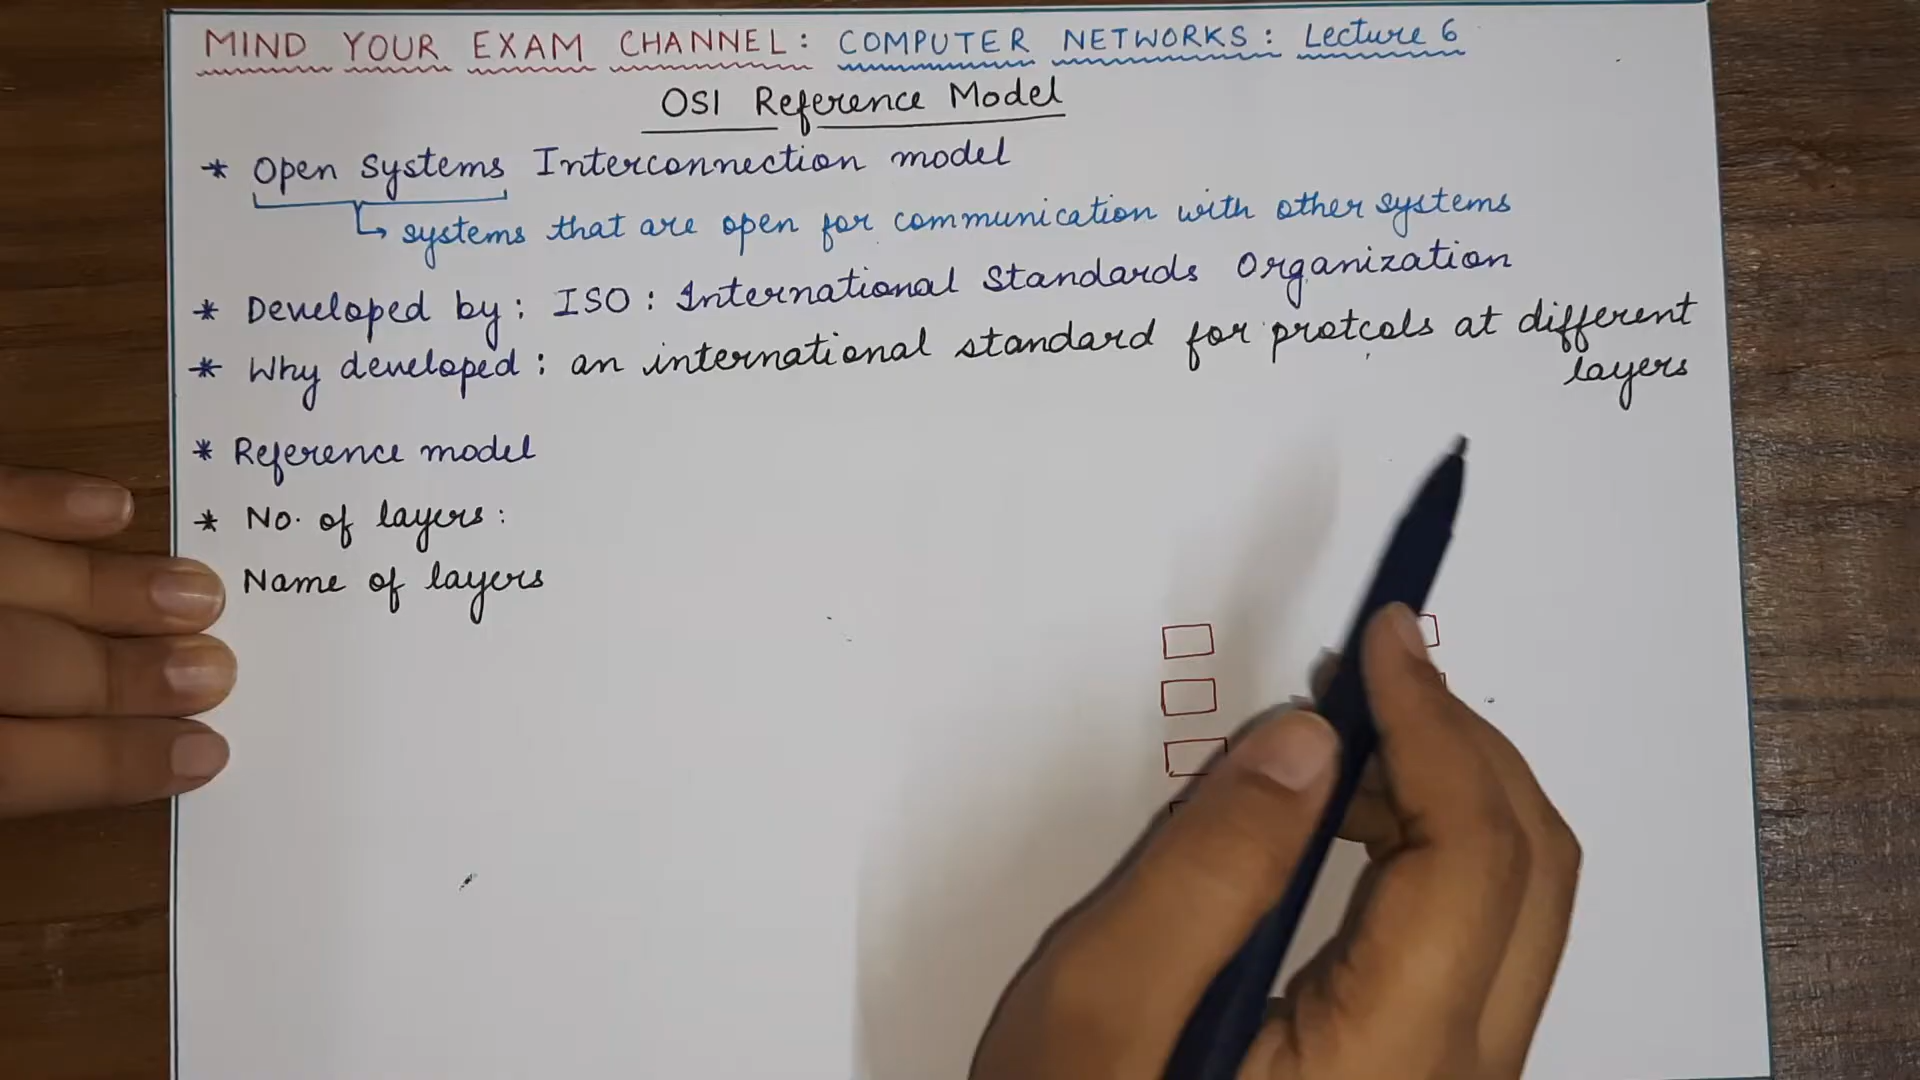 MIND YOUR EXAM CHANNEL: COMPUTER NETWORKS: Lecture 6
OSI Reference Model
* Open Systems Interconnection model
↳ systems that are open for communication with other systems
* Developed by: ISO: International Standards Organization
* Why developed: an international standard for protcols at different
layers
* Reference model
* No. of layers:
Name of layers